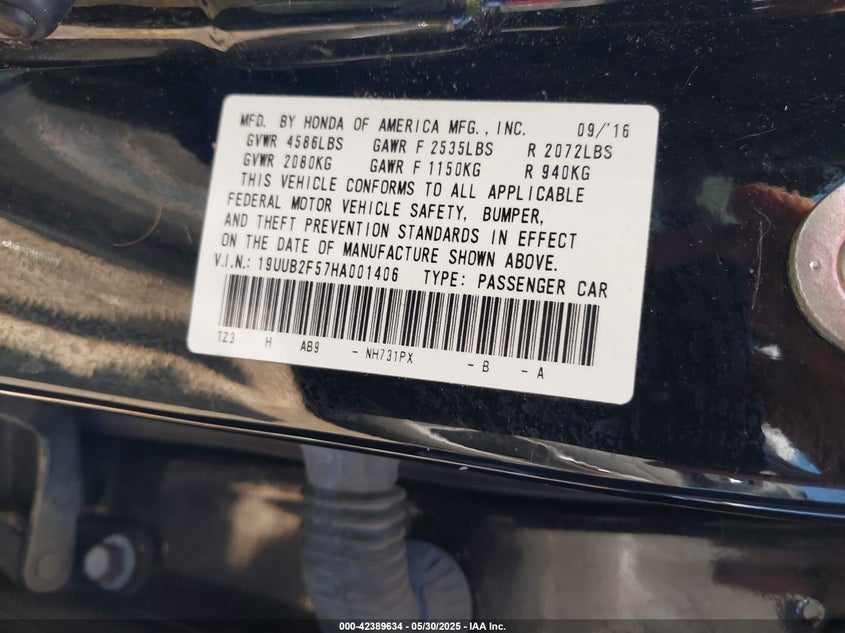 MFD. BY HONDA OF AMERICA MFG., INC. 09/'16
GVWR 4586LBS GAWR F 2535LBS R 2072LBS
GVWR 2080KG GAWR F 1150KG R 940KG
THIS VEHICLE CONFORMS TO ALL APPLICABLE
FEDERAL MOTOR VEHICLE SAFETY, BUMPER,
AND THEFT PREVENTION STANDARDS IN EFFECT
ON THE DATE OF MANUFACTURE SHOWN ABOVE.
V.I.N.: 19UUB2F57HA001406 TYPE: PASSENGER CAR
TZ3 H AB9 - NH731PX - B - A
000-42389634 - 05/30/2025 - IAA Inc.